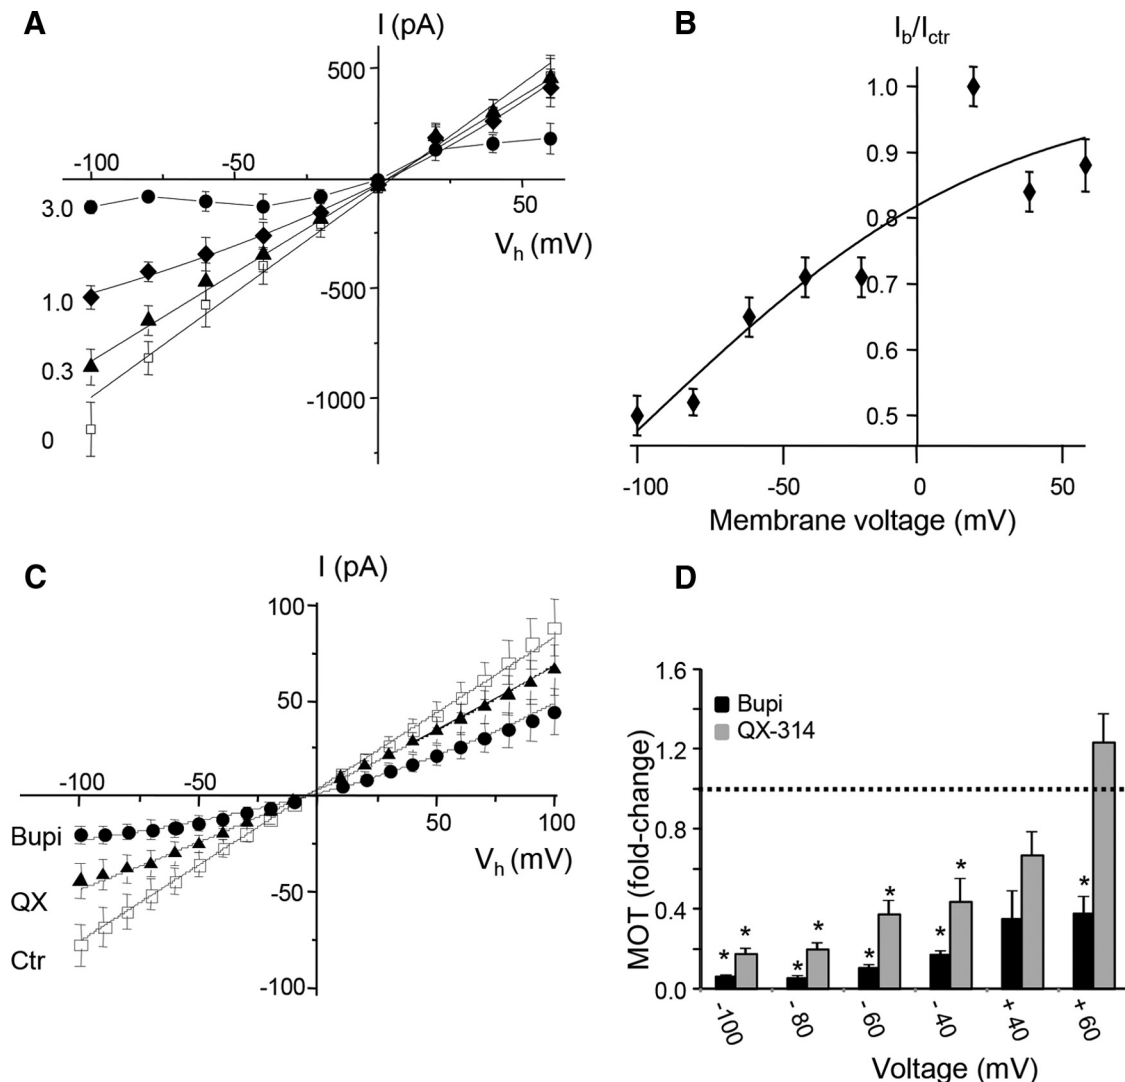 A
I (pA)
500
-100
-50
50
V_h (mV)
3.0
1.0
0.3
0
-500
-1000
B
I_b/I_ctr
1.0
0.9
0.8
0.7
0.6
0.5
-100
-50
0
50
Membrane voltage (mV)
C
I (pA)
100
50
-100
-50
50
100
V_h (mV)
Bupi
QX
Ctr
-50
-100
D
1.6
1.2
0.8
0.4
0.0
MOT (fold-change)
Bupi
QX-314
* * * * * * * * *
-100
- 80
- 60
- 40
+ 40
+ 60
Voltage (mV)